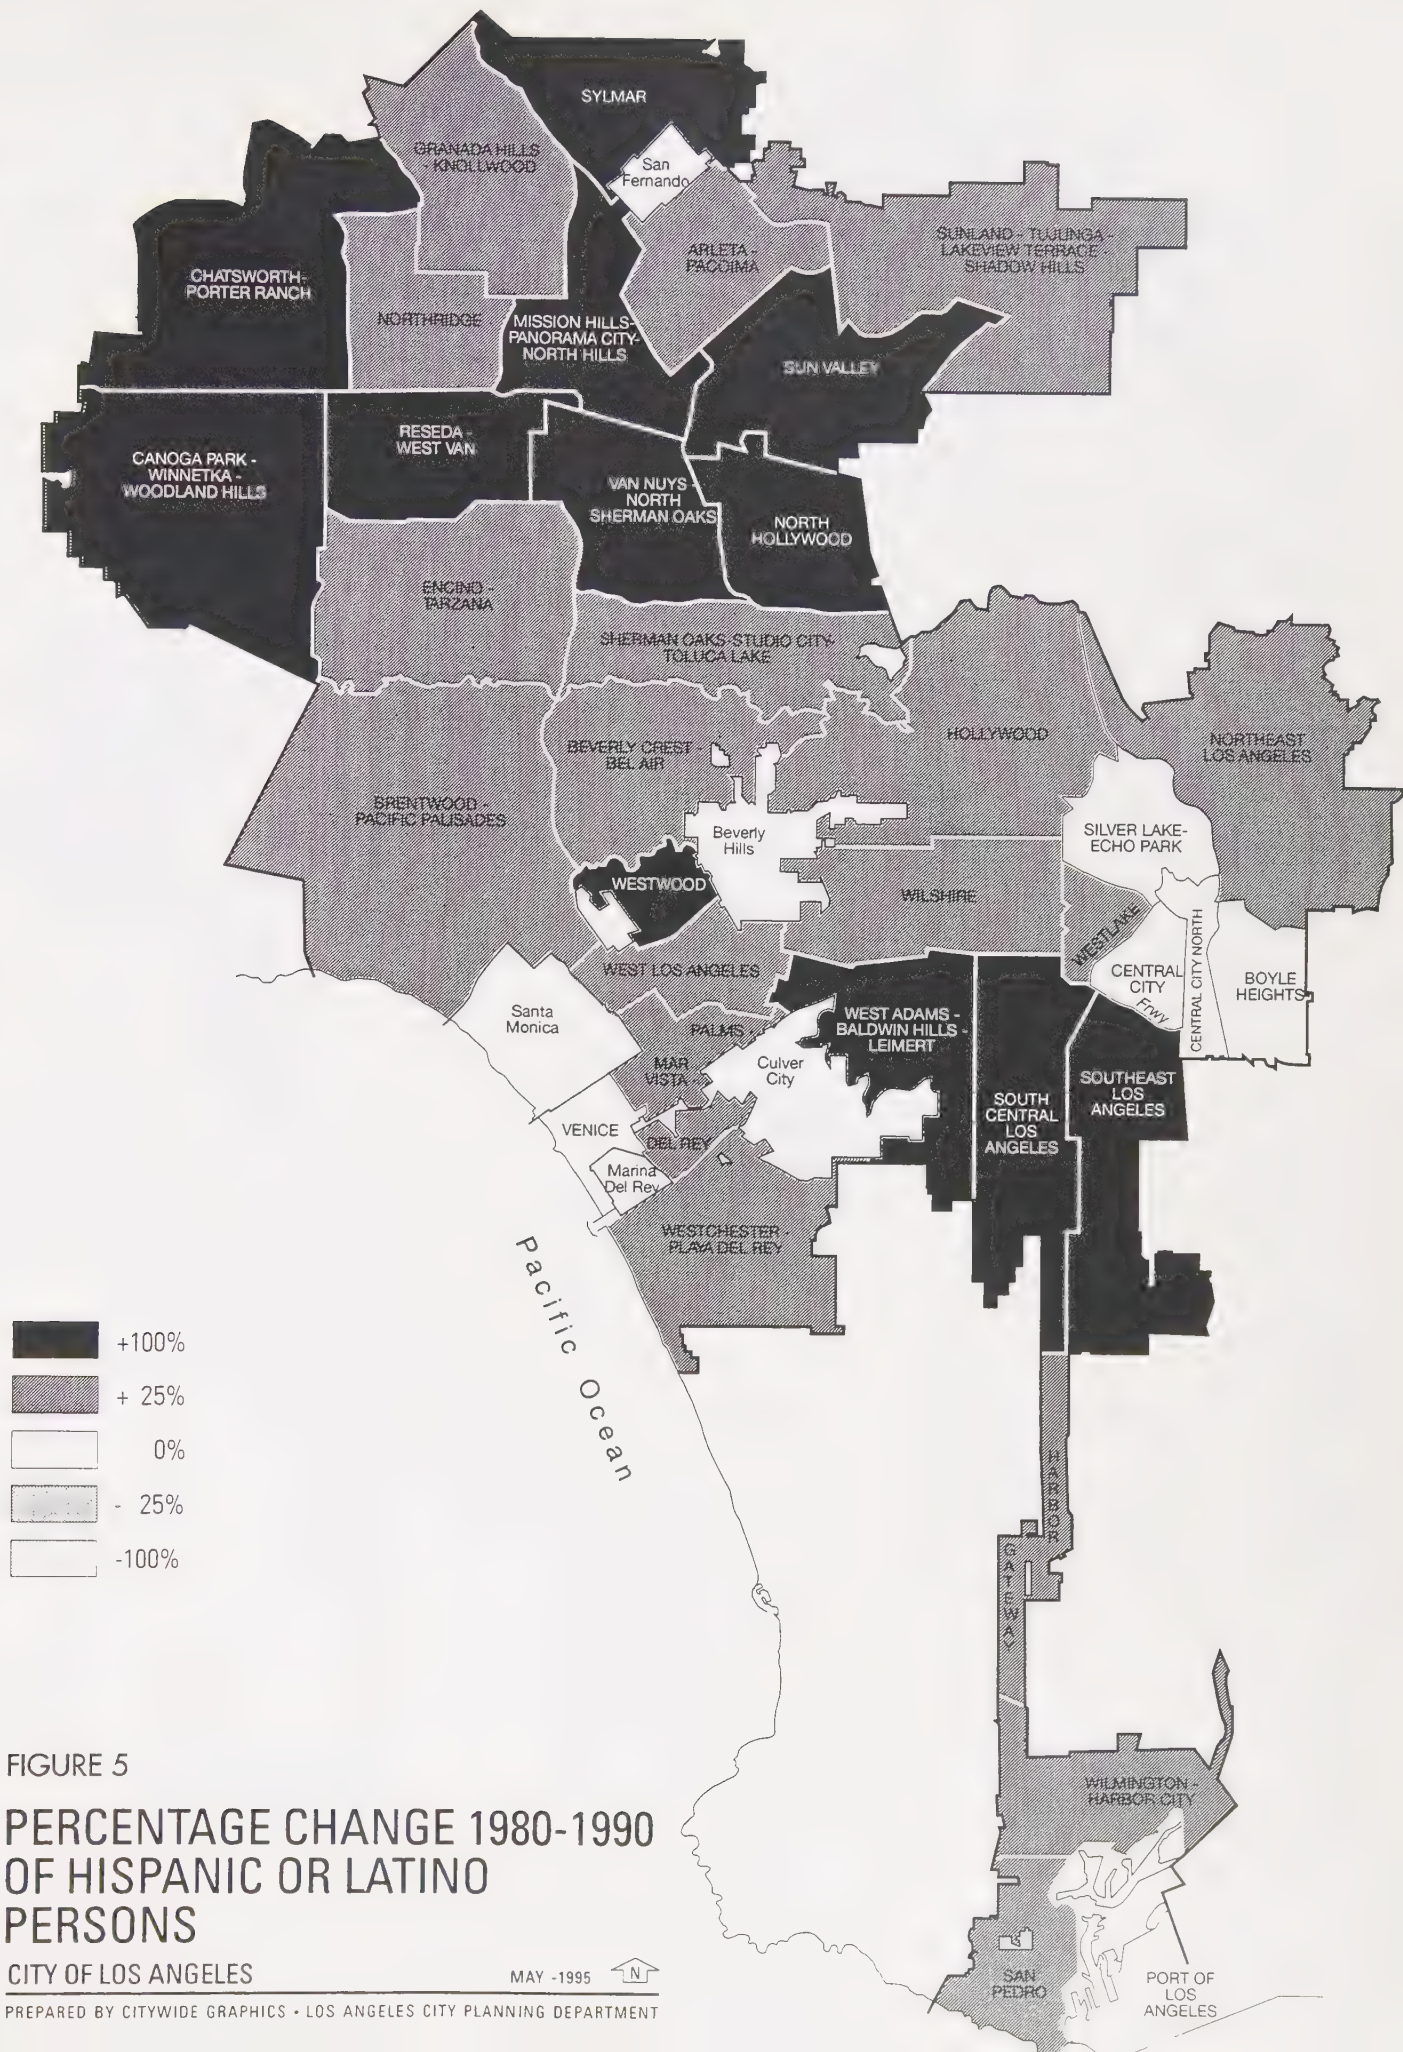 SYLMAR
GRANADA HILLS
- KNOLLWOOD
San
Fernando
SUNLAND - TUJUNGA -
LAKEVIEW TERRACE -
SHADOW HILLS
ARLETA -
PACOIMA
CHATSWORTH-
PORTER RANCH
NORTHRIDGE
MISSION HILLS-
PANORAMA CITY-
NORTH HILLS
SUN VALLEY
RESEDA -
WEST VAN
CANOGA PARK -
WINNETKA -
WOODLAND HILLS
VAN NUYS -
NORTH
SHERMAN OAKS
NORTH
HOLLYWOOD
ENCINO -
TARZANA
SHERMAN OAKS-STUDIO CITY-
TOLUCA LAKE
HOLLYWOOD
NORTHEAST
LOS ANGELES
BEVERLY CREST -
BEL AIR
BRENTWOOD -
PACIFIC PALISADES
Beverly
Hills
SILVER LAKE-
ECHO PARK
WESTWOOD
WILSHIRE
WESTLAKE
CENTRAL CITY NORTH
WEST LOS ANGELES
CENTRAL
CITY
Frwy
BOYLE
HEIGHTS
Santa
Monica
WEST ADAMS -
BALDWIN HILLS -
LEIMERT
PALMS -
MAR
VISTA -
Culver
City
SOUTHEAST
LOS
ANGELES
SOUTH
CENTRAL
LOS
ANGELES
VENICE
DEL REY
Marina
Del Rey
WESTCHESTER -
PLAYA DEL REY
Pacific Ocean
+100%
+ 25%
0%
- 25%
-100%
HARBOR
GATEWAY
WILMINGTON -
HARBOR CITY
SAN
PEDRO
PORT OF
LOS
ANGELES
FIGURE 5
PERCENTAGE CHANGE 1980-1990
OF HISPANIC OR LATINO
PERSONS
CITY OF LOS ANGELES
MAY -1995 N
PREPARED BY CITYWIDE GRAPHICS • LOS ANGELES CITY PLANNING DEPARTMENT